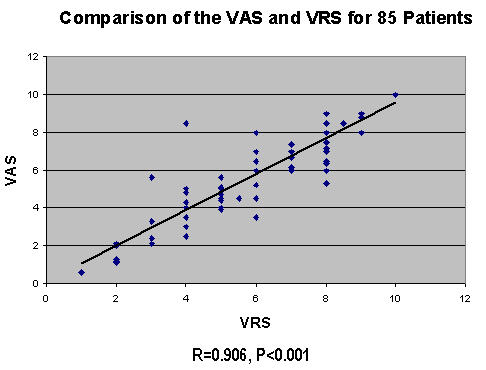 Comparison of the VAS and VRS for 85 Patients
12
10
8
6
4
2
0
VAS
0 2 4 6 8 10 12
VRS
R=0.906, P<0.001